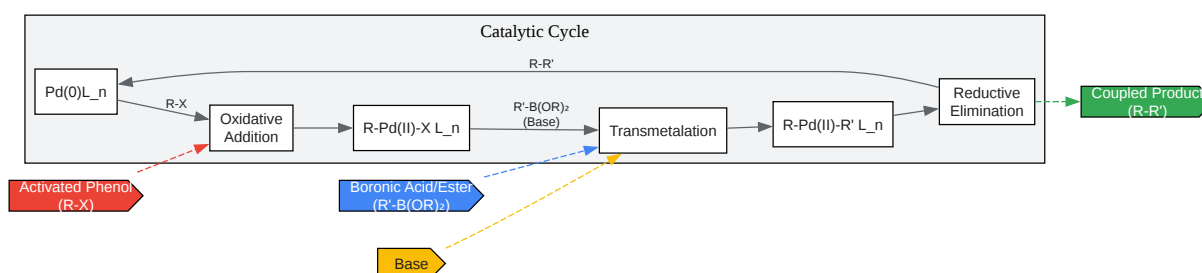 Catalytic Cycle
R-R'
Pd(0)L_n
R-X
Oxidative
Addition
R-Pd(II)-X L_n
R'-B(OR)₂
(Base)
Transmetalation
R-Pd(II)-R' L_n
Reductive
Elimination
Coupled Product
(R-R')
Activated Phenol
(R-X)
Boronic Acid/Ester
(R'-B(OR)₂)
Base